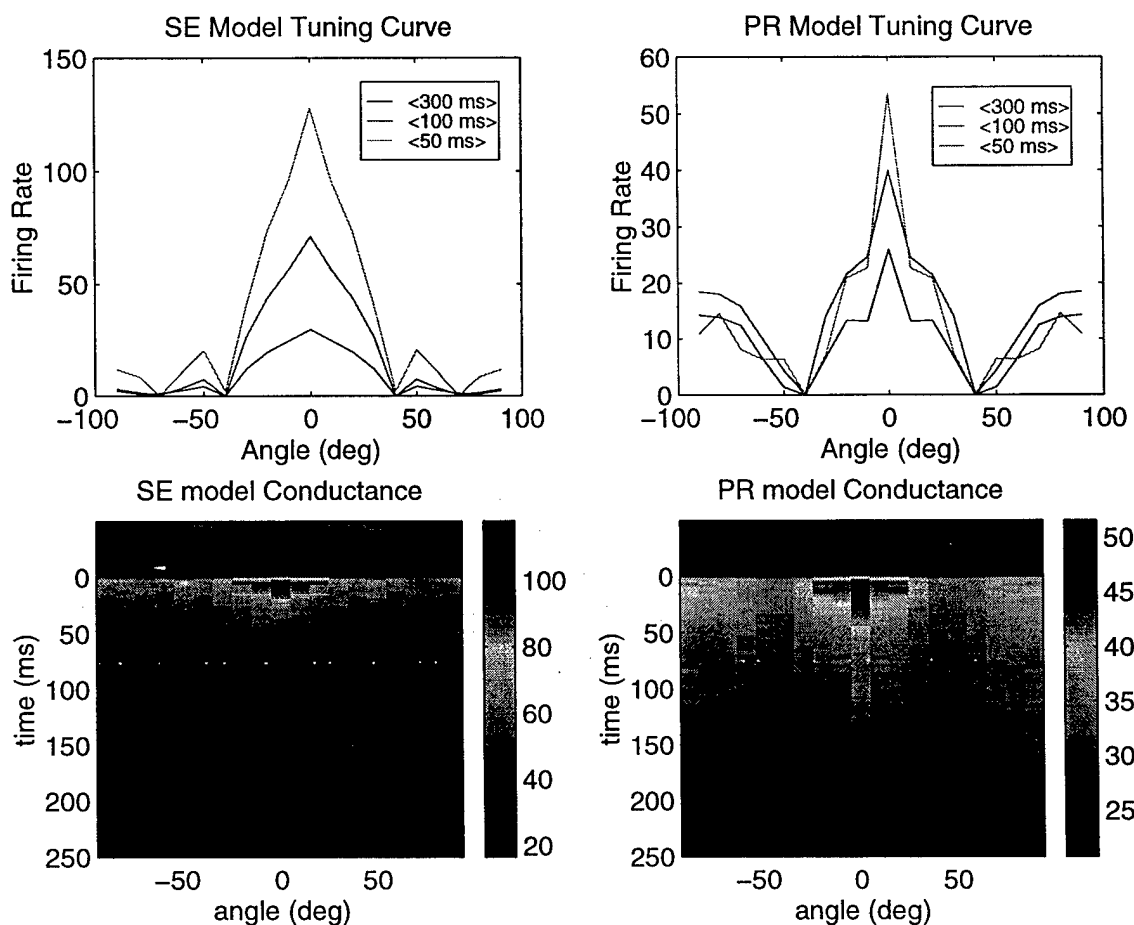 SE Model Tuning Curve
150
100
50
0
Firing Rate
<300 ms>
<100 ms>
<50 ms>
−100 −50 0 50 100
Angle (deg)
PR Model Tuning Curve
60
50
40
30
20
10
0
Firing Rate
<300 ms>
<100 ms>
<50 ms>
−100 −50 0 50 100
Angle (deg)
SE model Conductance
0
50
100
150
200
250
time (ms)
−50 0 50
angle (deg)
100
80
60
40
20
PR model Conductance
0
50
100
150
200
250
time (ms)
−50 0 50
angle (deg)
50
45
40
35
30
25